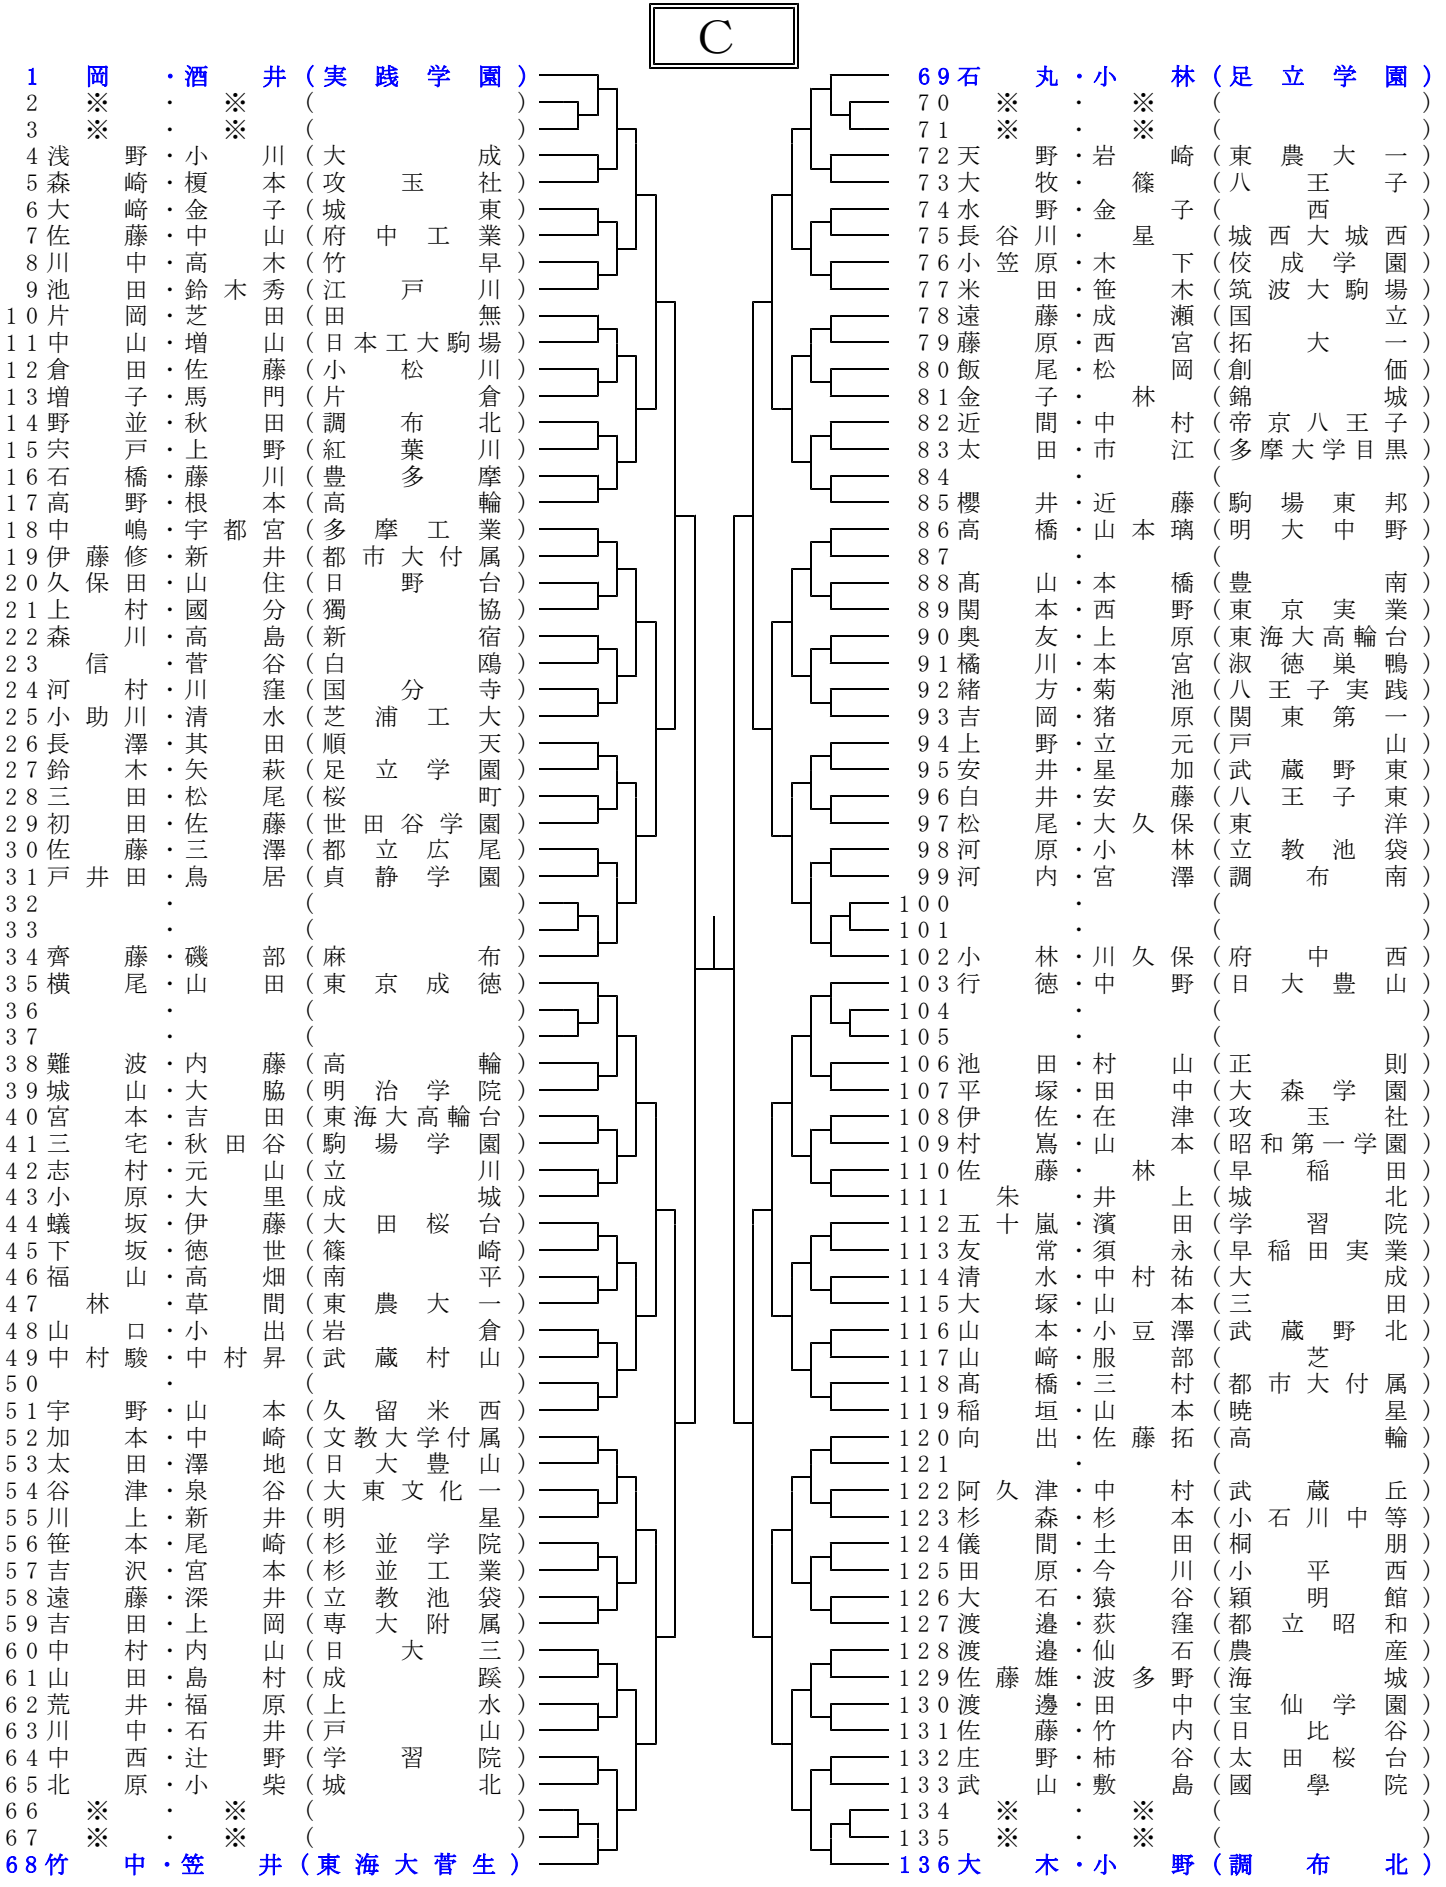 C
1 岡・酒井(実践学園)
2 ※・※( )
3 ※・※( )
4 浅野・小川(大成)
5 森崎・榎本(攻玉社)
6 大﨑・金子(城東)
7 佐藤・中山(府中工業)
8 川中・高木(竹早)
9 池田・鈴木秀(江戸川)
10 片岡・芝田(田無)
11 中山・増山(日本工大駒場)
12 倉田・佐藤(小松川)
13 増子・馬門(片倉)
14 野並・秋田(調布北)
15 宍戸・上野(紅葉川)
16 石橋・藤川(豊多摩)
17 高野・根本(高輪)
18 中嶋・宇都宮(多摩工業)
19 伊藤修・新井(都市大付属)
20 久保田・山住(日野台)
21 上村・國分(獨協)
22 森川・高島(新宿)
23 信・菅谷(白鴎)
24 河村・川窪(国分寺)
25 小助川・清水(芝浦工大)
26 長澤・其田(順天)
27 鈴木・矢萩(足立学園)
28 三田・松尾(桜町)
29 初田・佐藤(世田谷学園)
30 佐藤・三澤(都立広尾)
31 戸井田・鳥居(貞静学園)
32 ・( )
33 ・( )
34 齊藤・磯部(麻布)
35 横尾・山田(東京成徳)
36 ・( )
37 ・( )
38 難波・内藤(高輪)
39 城山・大脇(明治学院)
40 宮本・吉田(東海大高輪台)
41 三宅・秋田谷(駒場学園)
42 志村・元山(立川)
43 小原・大里(成城)
44 蟻坂・伊藤(大田桜台)
45 下坂・徳世(篠崎)
46 福山・高畑(南平)
47 林・草間(東農大一)
48 山口・小出(岩倉)
49 中村駿・中村昇(武蔵村山)
50 ・( )
51 宇野・山本(久留米西)
52 加本・中崎(文教大学付属)
53 太田・澤地(日大豊山)
54 谷津・泉谷(大東文化一)
55 川上・新井(明星)
56 笹本・尾崎(杉並学院)
57 吉沢・宮本(杉並工業)
58 遠藤・深井(立教池袋)
59 吉田・上岡(専大附属)
60 中村・内山(日大三)
61 山田・島村(成蹊)
62 荒井・福原(上水)
63 川中・石井(戸山)
64 中西・辻野(学習院)
65 北原・小柴(城北)
66 ※・※( )
67 ※・※( )
68 竹中・笠井(東海大菅生)
69 石丸・小林(足立学園)
70 ※・※( )
71 ※・※( )
72 天野・岩崎(東農大一)
73 大牧・篠(八王子)
74 水野・金子(西)
75 長谷川・星(城西大城西)
76 小笠原・木下(佼成学園)
77 米田・笹木(筑波大駒場)
78 遠藤・成瀬(国立)
79 藤原・西宮(拓大一)
80 飯尾・松岡(創価)
81 金子・林(錦城)
82 近間・中村(帝京八王子)
83 太田・市江(多摩大学目黒)
84 ・( )
85 櫻井・近藤(駒場東邦)
86 高橋・山本璃(明大中野)
87 ・( )
88 髙山・本橋(豊南)
89 関本・西野(東京実業)
90 奥友・上原(東海大高輪台)
91 橘川・本宮(淑徳巣鴨)
92 緒方・菊池(八王子実践)
93 吉岡・猪原(関東第一)
94 上野・立元(戸山)
95 安井・星加(武蔵野東)
96 白井・安藤(八王子東)
97 松尾・大久保(東洋)
98 河原・小林(立教池袋)
99 河内・宮澤(調布南)
100 ・( )
101 ・( )
102 小林・川久保(府中西)
103 行徳・中野(日大豊山)
104 ・( )
105 ・( )
106 池田・村山(正則)
107 平塚・田中(大森学園)
108 伊佐・在津(攻玉社)
109 村嶌・山本(昭和第一学園)
110 佐藤・林(早稲田)
111 朱・井上(城北)
112 五十嵐・濱田(学習院)
113 友常・須永(早稲田実業)
114 清水・中村祐(大成)
115 大塚・山本(三田)
116 山本・小豆澤(武蔵野北)
117 山﨑・服部(芝)
118 髙橋・三村(都市大付属)
119 稲垣・山本(暁星)
120 向出・佐藤拓(高輪)
121 ・( )
122 阿久津・中村(武蔵丘)
123 杉森・杉本(小石川中等)
124 儀間・土田(桐朋)
125 田原・今川(小平西)
126 大石・猿谷(穎明館)
127 渡邉・荻窪(都立昭和)
128 渡邉・仙石(農産)
129 佐藤雄・波多野(海城)
130 渡邊・田中(宝仙学園)
131 佐藤・竹内(日比谷)
132 庄野・柿谷(太田桜台)
133 武山・敷島(國學院)
134 ※・※( )
135 ※・※( )
136 大木・小野(調布北)